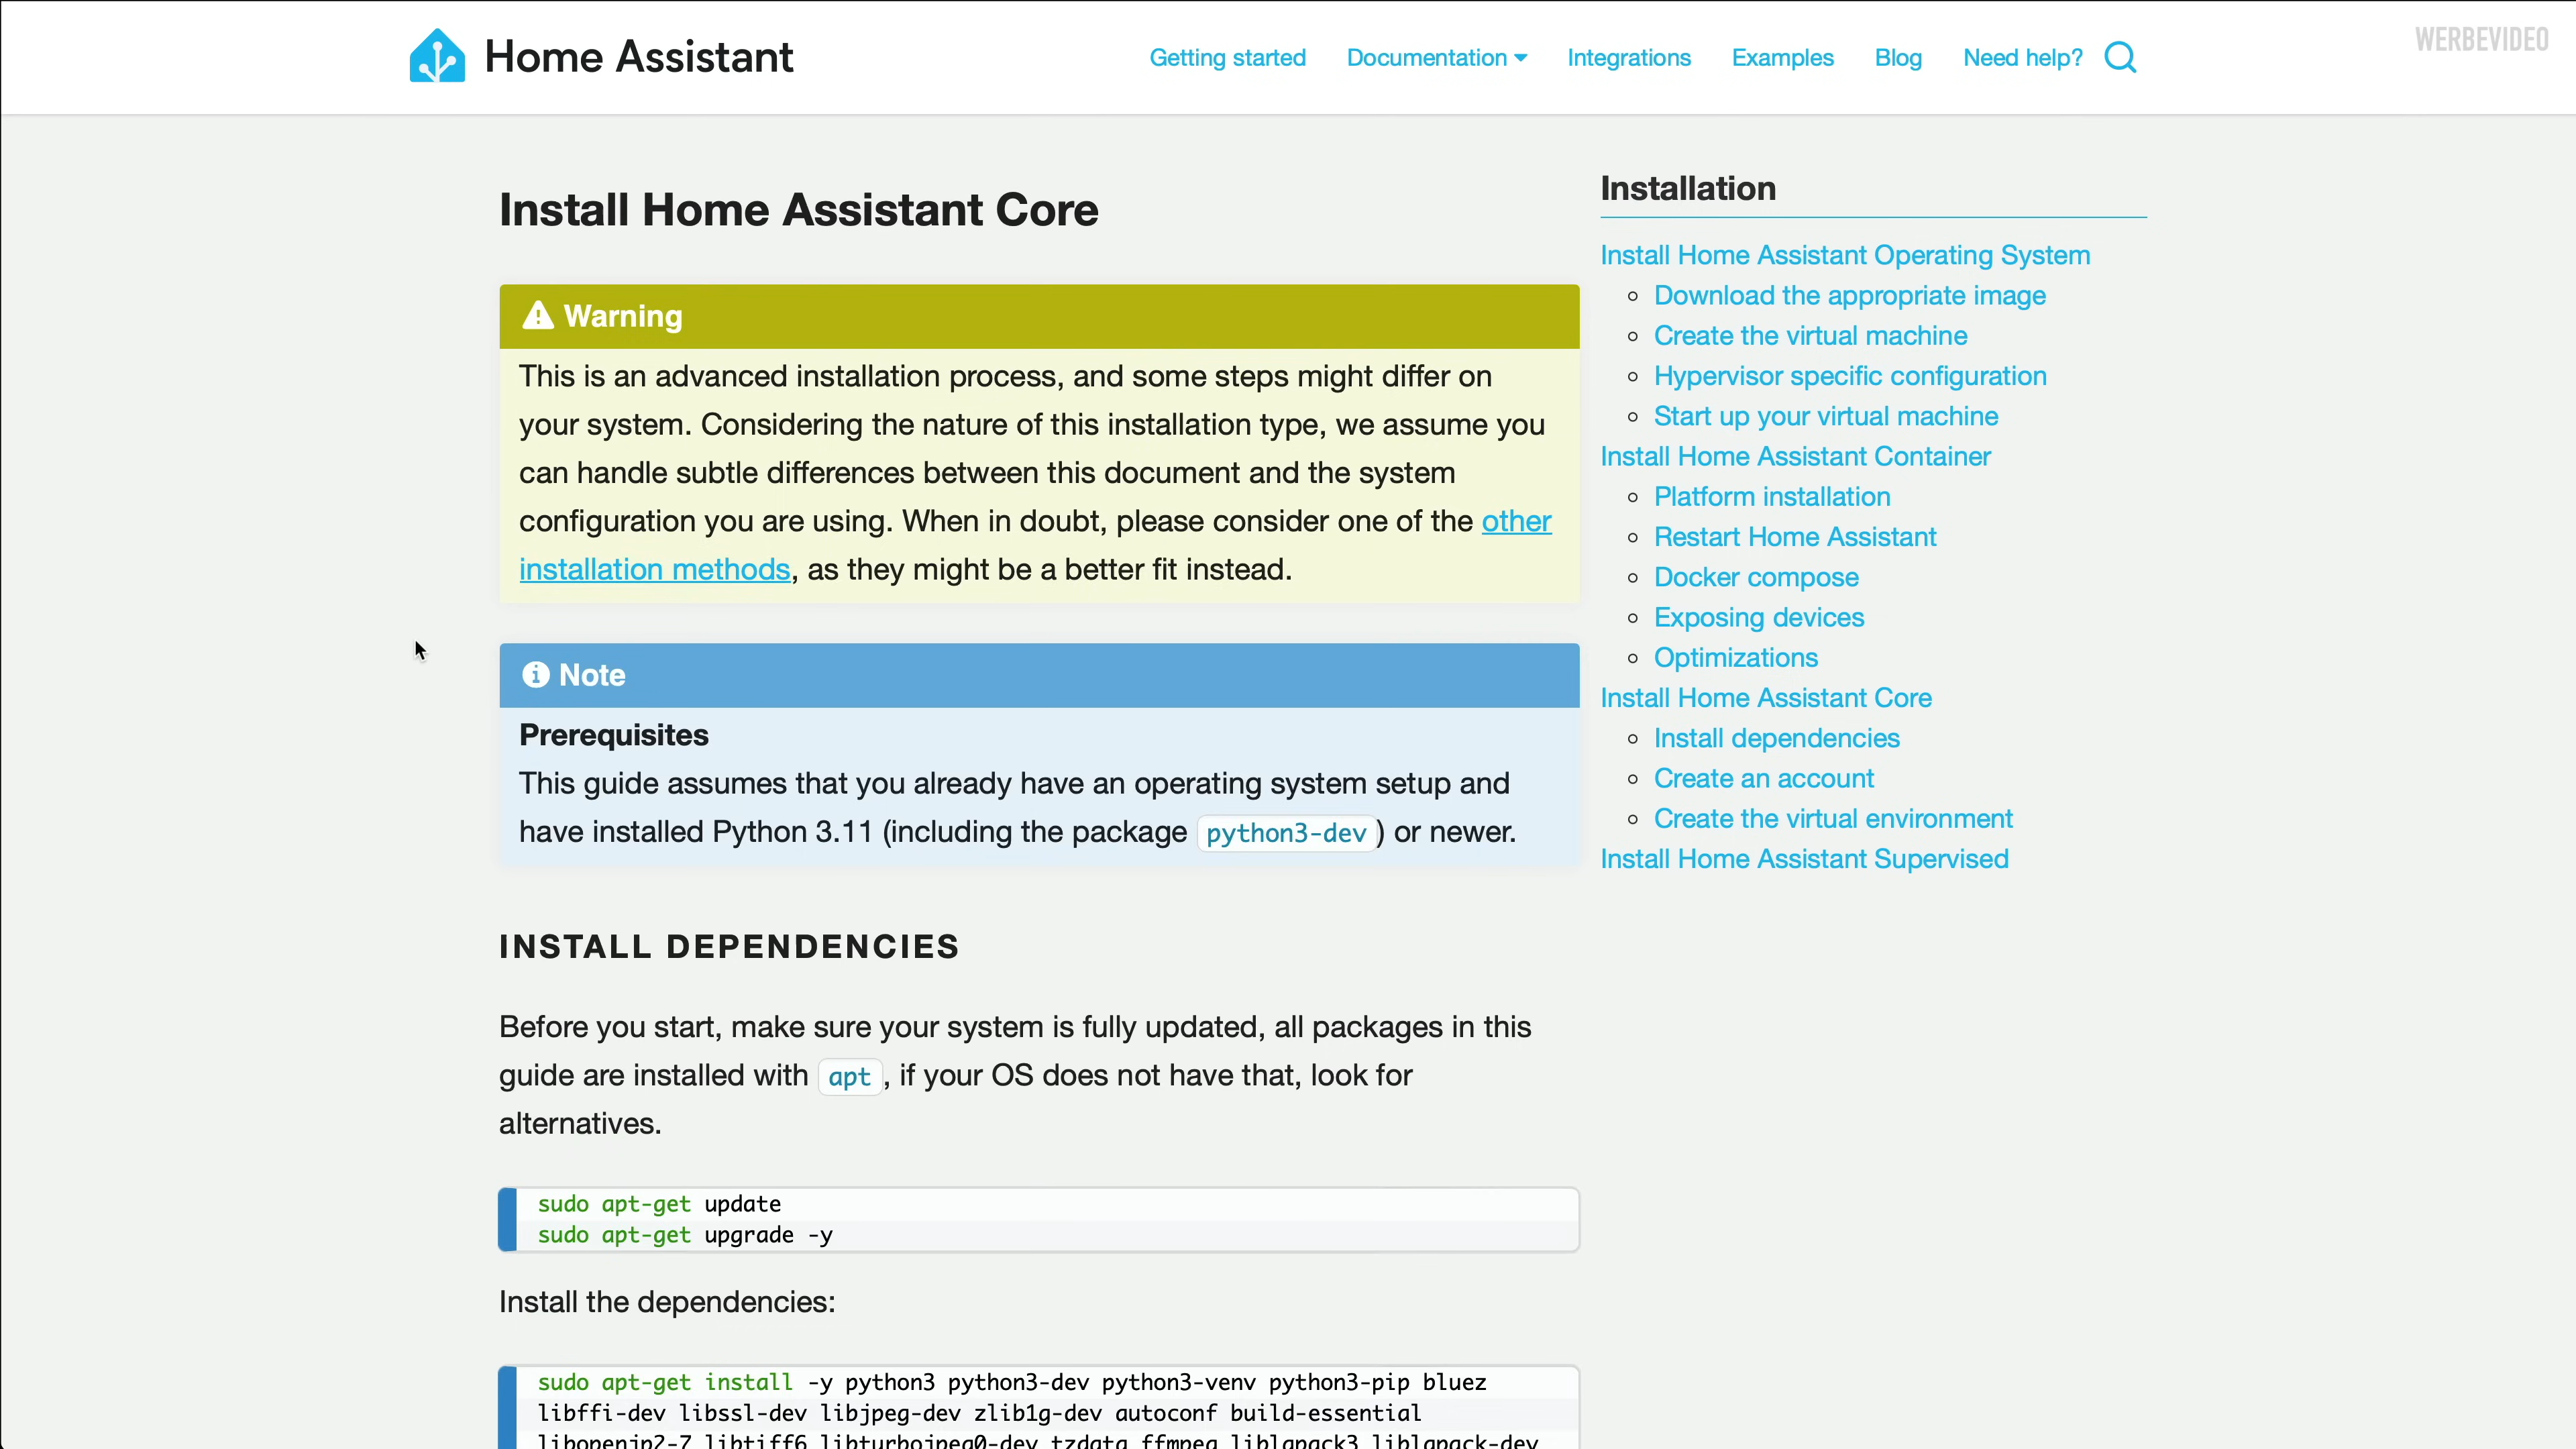 Home Assistant
Getting started
Documentation
Integrations
Examples
Blog
Need help?
WERBEVIDEO
Install Home Assistant Core
Warning
This is an advanced installation process, and some steps might differ on
your system. Considering the nature of this installation type, we assume you
can handle subtle differences between this document and the system
configuration you are using. When in doubt, please consider one of the other
installation methods, as they might be a better fit instead.
Note
Prerequisites
This guide assumes that you already have an operating system setup and
have installed Python 3.11 (including the package python3-dev) or newer.
INSTALL DEPENDENCIES
Before you start, make sure your system is fully updated, all packages in this
guide are installed with apt, if your OS does not have that, look for
alternatives.
sudo apt-get update
sudo apt-get upgrade -y
Install the dependencies:
sudo apt-get install -y python3 python3-dev python3-venv python3-pip bluez
libffi-dev libssl-dev libjpeg-dev zlib1g-dev autoconf build-essential
libopenjp2-7 libtiff6 libturbojpeg0-dev tzdata ffmpeg liblapack3 liblapack-dev
Installation
Install Home Assistant Operating System
Download the appropriate image
Create the virtual machine
Hypervisor specific configuration
Start up your virtual machine
Install Home Assistant Container
Platform installation
Restart Home Assistant
Docker compose
Exposing devices
Optimizations
Install Home Assistant Core
Install dependencies
Create an account
Create the virtual environment
Install Home Assistant Supervised